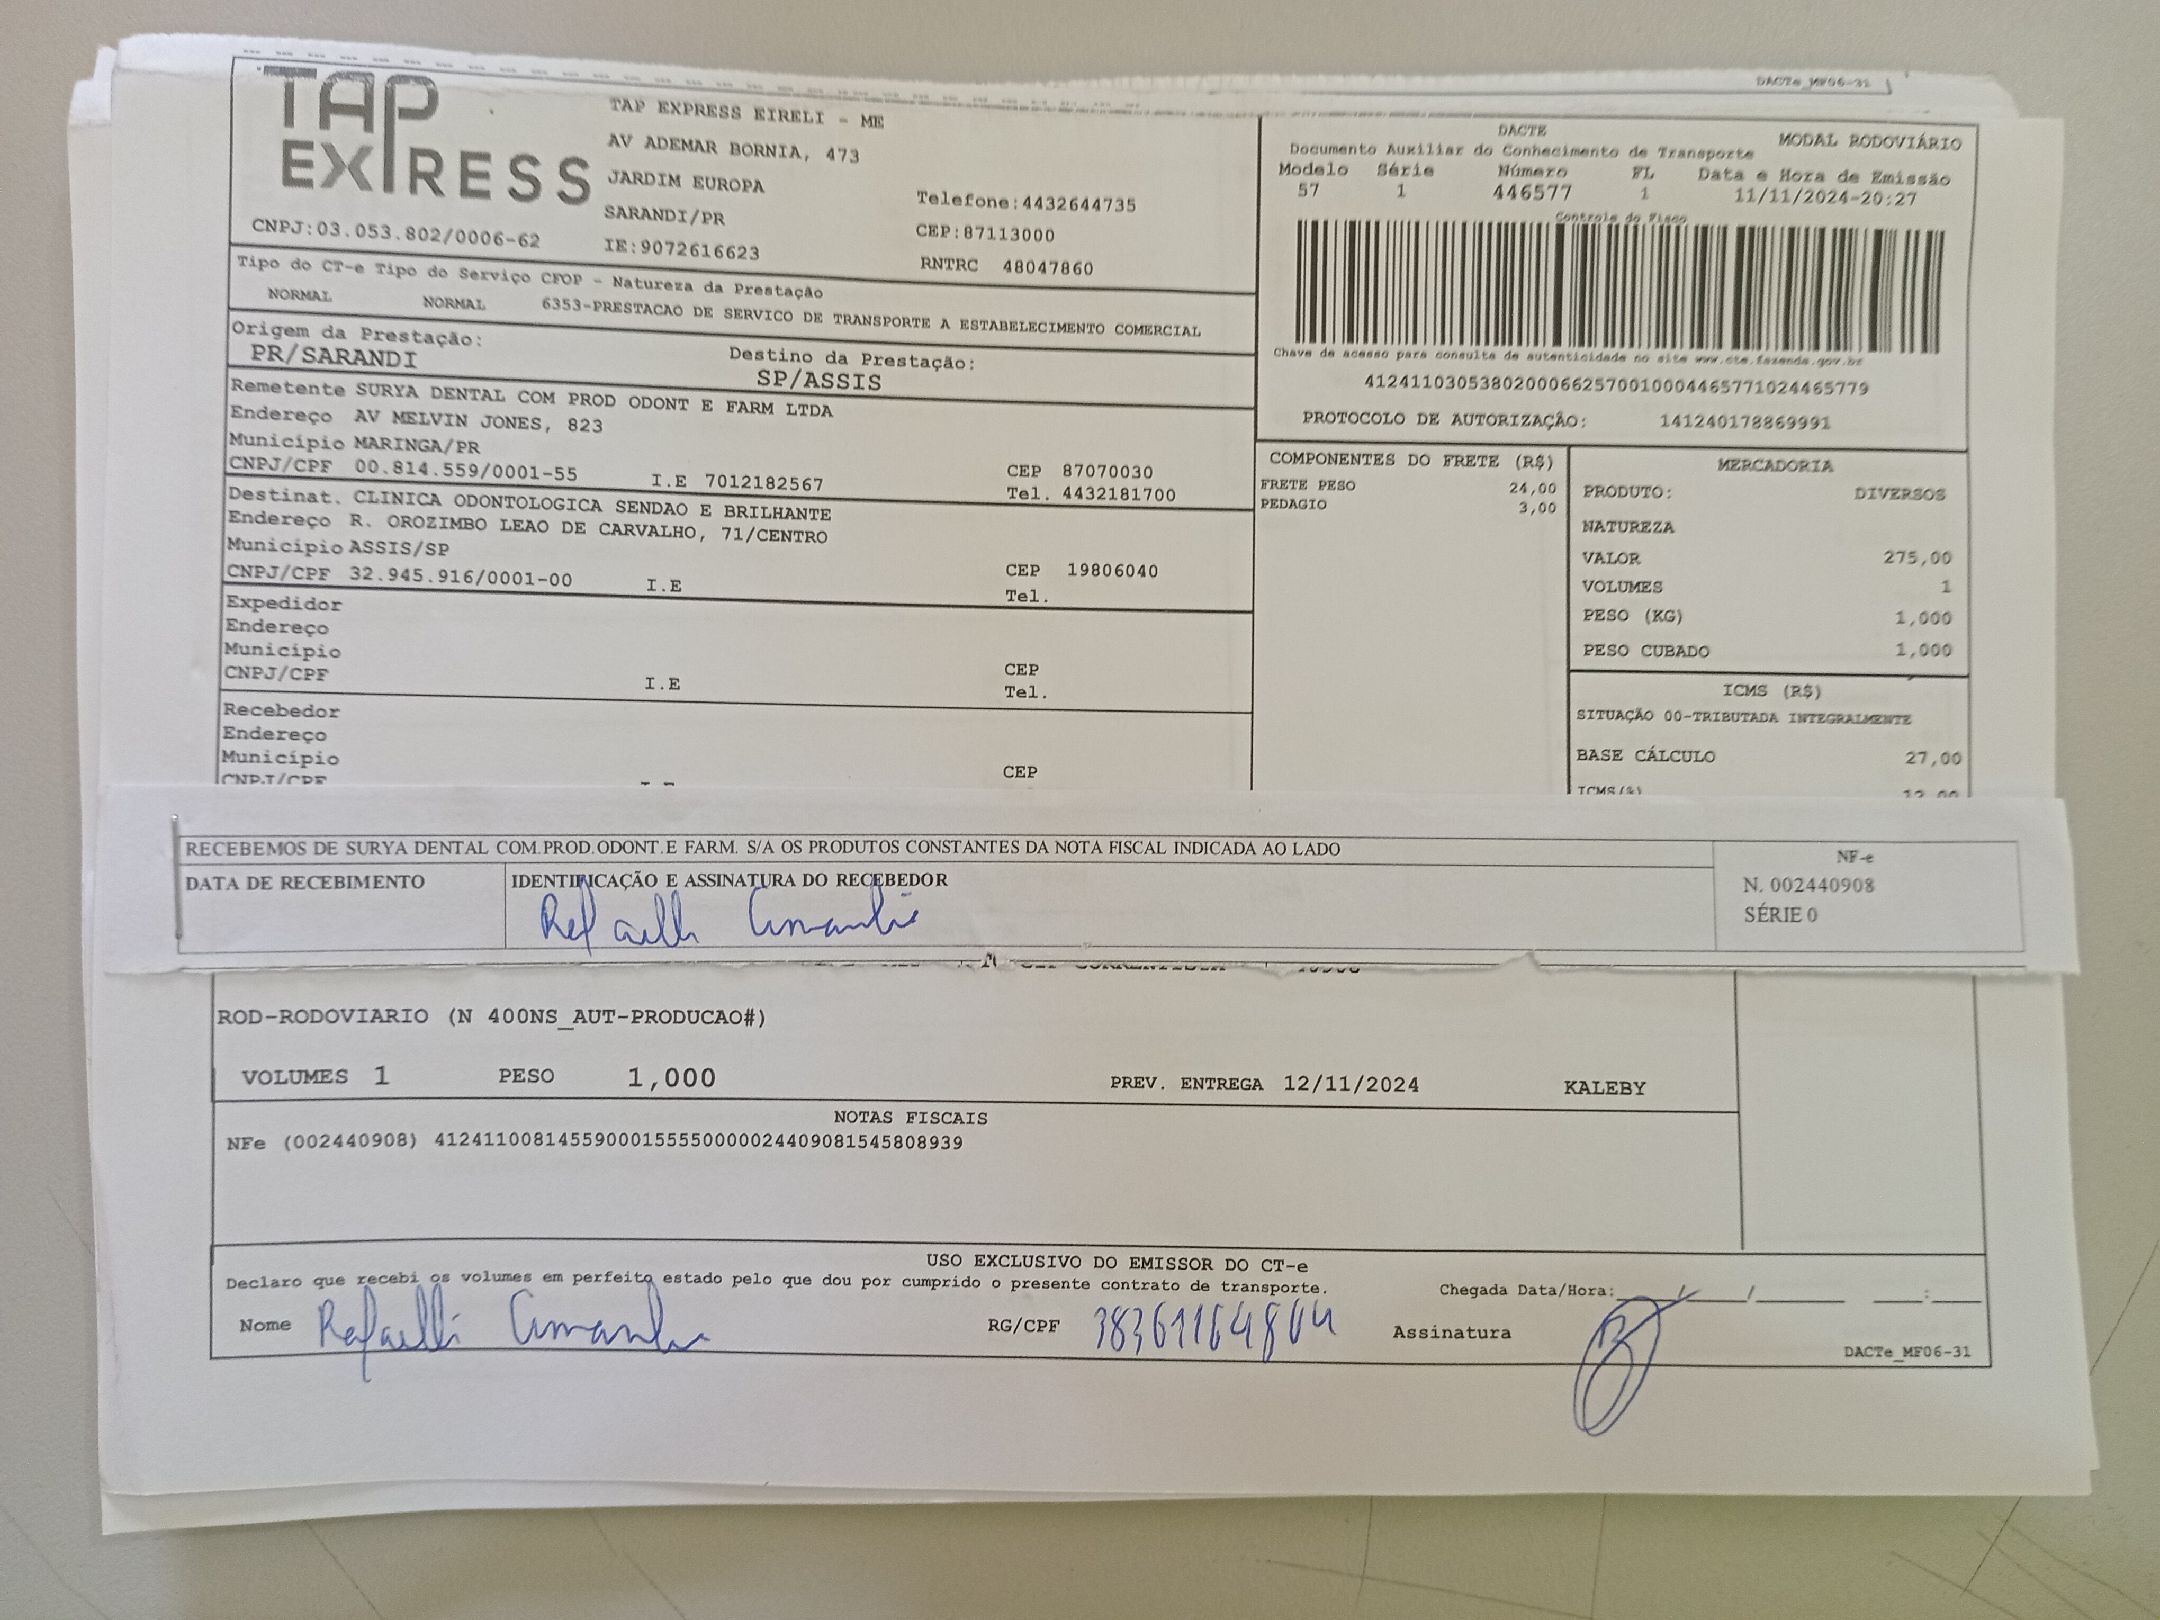 DACTe_MF06-31
TAP EXPRESS
TAP EXPRESS EIRELI - ME
AV ADEMAR BORNIA, 473
JARDIM EUROPA
SARANDI/PR
IE:9072616623
Telefone:4432644735
CEP:87113000
RNTRC 48047860
CNPJ:03.053.802/0006-62
DACTE
MODAL RODOVIÁRIO
Documento Auxiliar do Conhecimento de Transporte
Modelo Série Número FL Data e Hora de Emissão
57 1 446577 1 11/11/2024-20:27
Controle do Fisco
Chave de acesso para consulta de autenticidade no site www.cte.fazenda.gov.br
41241103053802000662570010004465771024465779
PROTOCOLO DE AUTORIZAÇÃO: 141240178869991
Tipo do CT-e Tipo do Serviço CFOP - Natureza da Prestação
NORMAL NORMAL 6353-PRESTACAO DE SERVICO DE TRANSPORTE A ESTABELECIMENTO COMERCIAL
Origem da Prestação: Destino da Prestação:
PR/SARANDI SP/ASSIS
Remetente SURYA DENTAL COM PROD ODONT E FARM LTDA
Endereço AV MELVIN JONES, 823
Município MARINGA/PR CEP 87070030
CNPJ/CPF 00.814.559/0001-55 I.E 7012182567 Tel. 4432181700
Destinat. CLINICA ODONTOLOGICA SENDAO E BRILHANTE
Endereço R. OROZIMBO LEAO DE CARVALHO, 71/CENTRO
Município ASSIS/SP CEP 19806040
CNPJ/CPF 32.945.916/0001-00 I.E Tel.
Expedidor
Endereço
Município CEP
CNPJ/CPF I.E Tel.
Recebedor
Endereço
Município CEP
CNPJ/CPF
COMPONENTES DO FRETE (R$)
FRETE PESO 24,00
PEDAGIO 3,00
MERCADORIA
PRODUTO: DIVERSOS
NATUREZA
VALOR 275,00
VOLUMES 1
PESO (KG) 1,000
PESO CUBADO 1,000
ICMS (R$)
SITUAÇÃO 00-TRIBUTADA INTEGRALMENTE
BASE CÁLCULO 27,00
ICMS(%) 12,00
RECEBEMOS DE SURYA DENTAL COM.PROD.ODONT.E FARM. S/A OS PRODUTOS CONSTANTES DA NOTA FISCAL INDICADA AO LADO
DATA DE RECEBIMENTO IDENTIFICAÇÃO E ASSINATURA DO RECEBEDOR
NF-e
N. 002440908
SÉRIE 0
ROD-RODOVIARIO (N 400NS_AUT-PRODUCAO#)
VOLUMES 1 PESO 1,000 PREV. ENTREGA 12/11/2024 KALEBY
NOTAS FISCAIS
NFe (002440908) 41241100814559000155550000024409081545808939
USO EXCLUSIVO DO EMISSOR DO CT-e
Declaro que recebi os volumes em perfeito estado pelo que dou por cumprido o presente contrato de transporte. Chegada Data/Hora:___/___/___ __:__
Nome RG/CPF 38361164804 Assinatura
DACTe_MF06-31